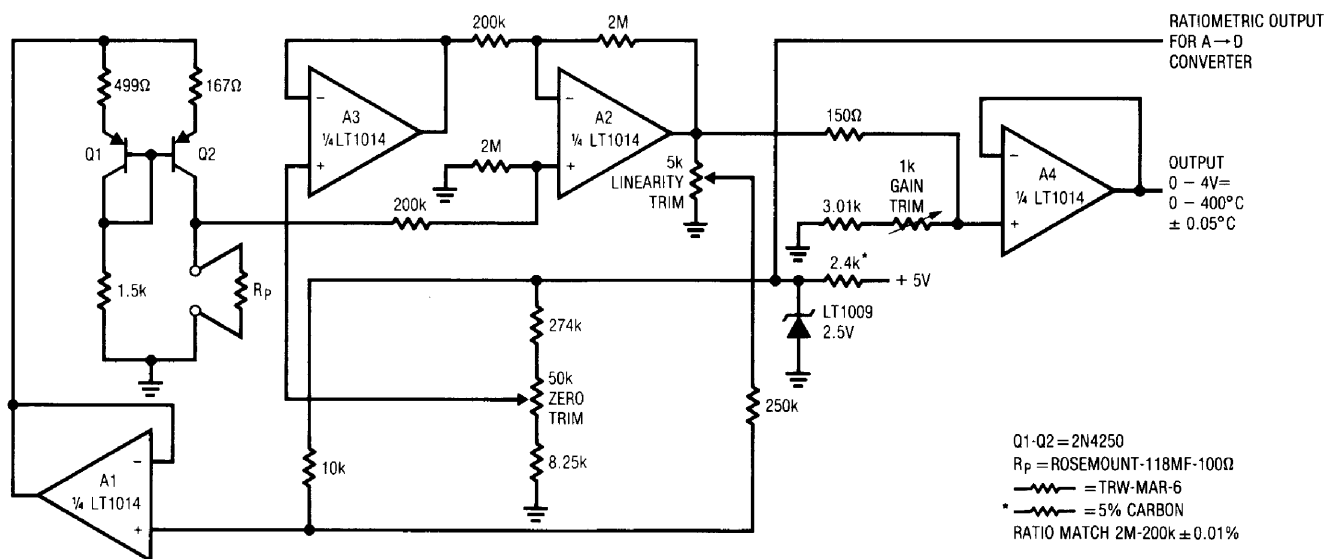 200k
2M
RATIOMETRIC OUTPUT
FOR A→D
CONVERTER
499Ω
167Ω
Q1
Q2
−
A3
¼ LT1014
+
−
A2
¼ LT1014
+
2M
200k
5k
LINEARITY
TRIM
150Ω
1k
GAIN
TRIM
3.01k
−
A4
¼ LT1014
+
OUTPUT
0 – 4V=
0 – 400°C
± 0.05°C
1.5k
RP
2.4k*
+ 5V
LT1009
2.5V
274k
50k
ZERO
TRIM
8.25k
10k
250k
−
A1
¼ LT1014
+
Q1-Q2 = 2N4250
RP = ROSEMOUNT-118MF-100Ω
= TRW-MAR-6
* = 5% CARBON
RATIO MATCH 2M-200k ± 0.01%